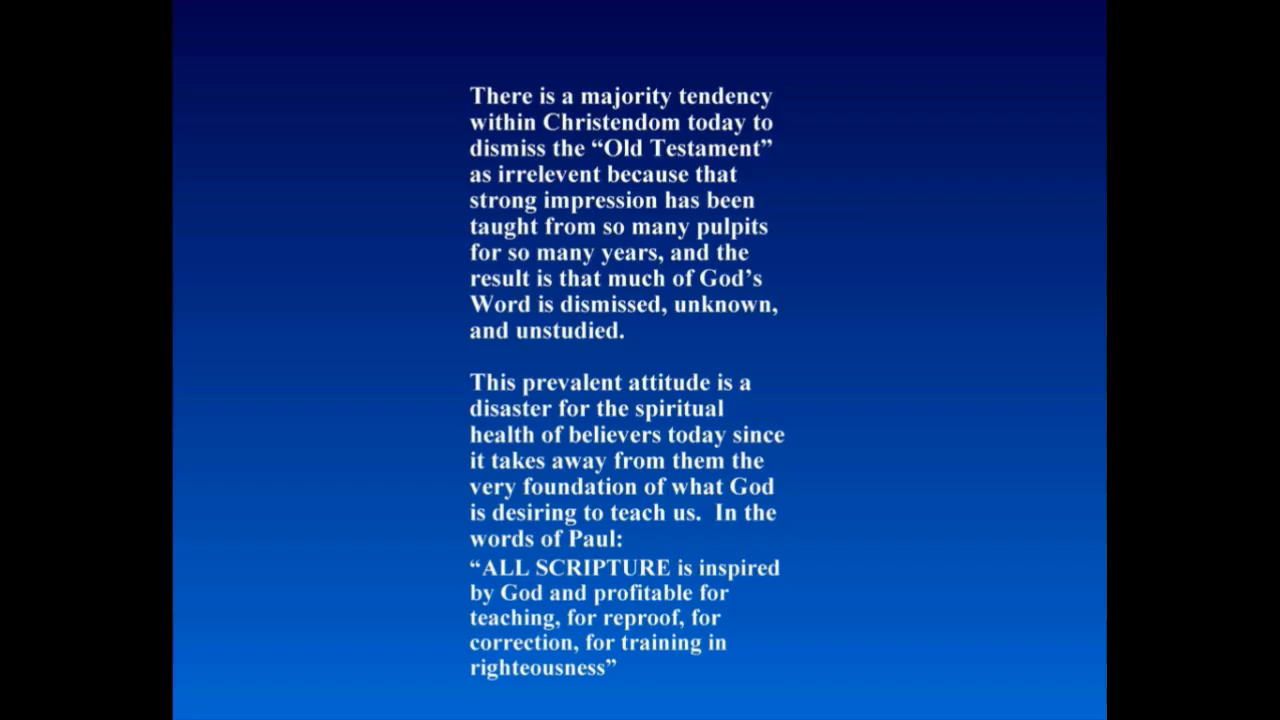 There is a majority tendency
within Christendom today to
dismiss the “Old Testament”
as irrelevent because that
strong impression has been
taught from so many pulpits
for so many years, and the
result is that much of God’s
Word is dismissed, unknown,
and unstudied.
This prevalent attitude is a
disaster for the spiritual
health of believers today since
it takes away from them the
very foundation of what God
is desiring to teach us.  In the
words of Paul:
“ALL SCRIPTURE is inspired
by God and profitable for
teaching, for reproof, for
correction, for training in
righteousness”